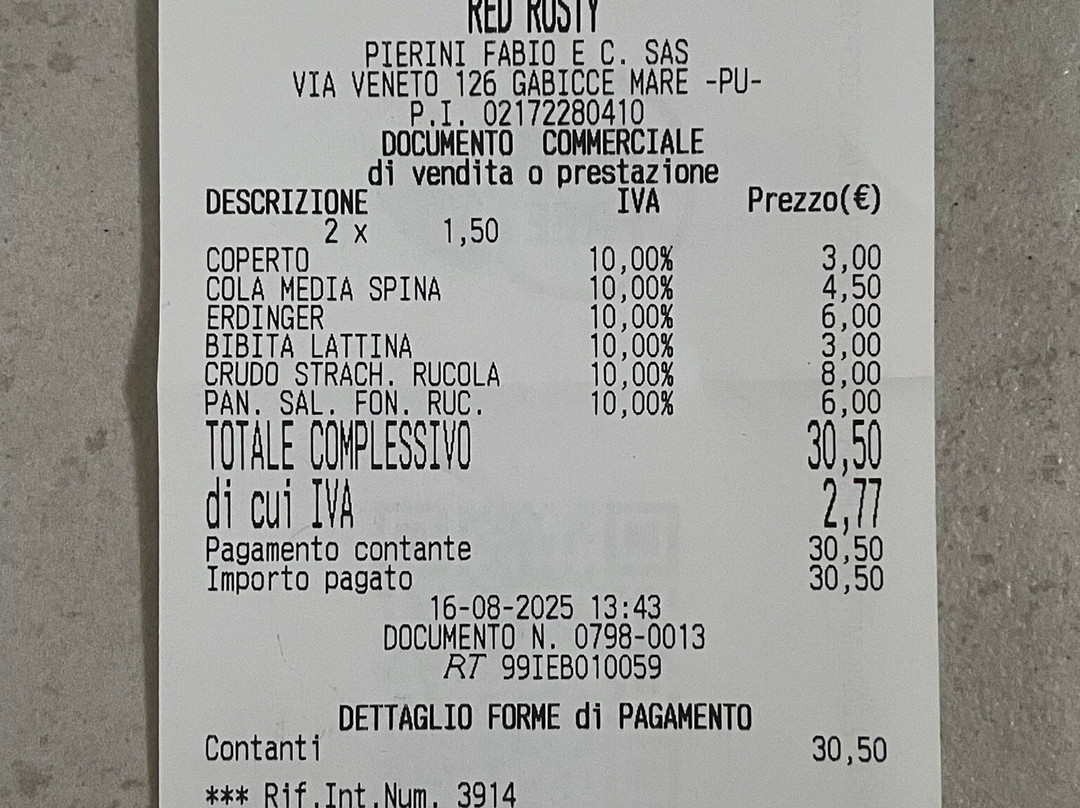 RED RUSTY
PIERINI FABIO E C. SAS
VIA VENETO 126 GABICCE MARE -PU-
P.I. 02172280410
DOCUMENTO COMMERCIALE
di vendita o prestazione
DESCRIZIONE IVA Prezzo(€)
2 x 1,50
COPERTO 10,00% 3,00
COLA MEDIA SPINA 10,00% 4,50
ERDINGER 10,00% 6,00
BIBITA LATTINA 10,00% 3,00
CRUDO STRACH. RUCOLA 10,00% 8,00
PAN. SAL. FON. RUC. 10,00% 6,00
TOTALE COMPLESSIVO 30,50
di cui IVA 2,77
Pagamento contante 30,50
Importo pagato 30,50
16-08-2025 13:43
DOCUMENTO N. 0798-0013
RT 99IEB010059
DETTAGLIO FORME di PAGAMENTO
Contanti 30,50
*** Rif.Int.Num. 3914